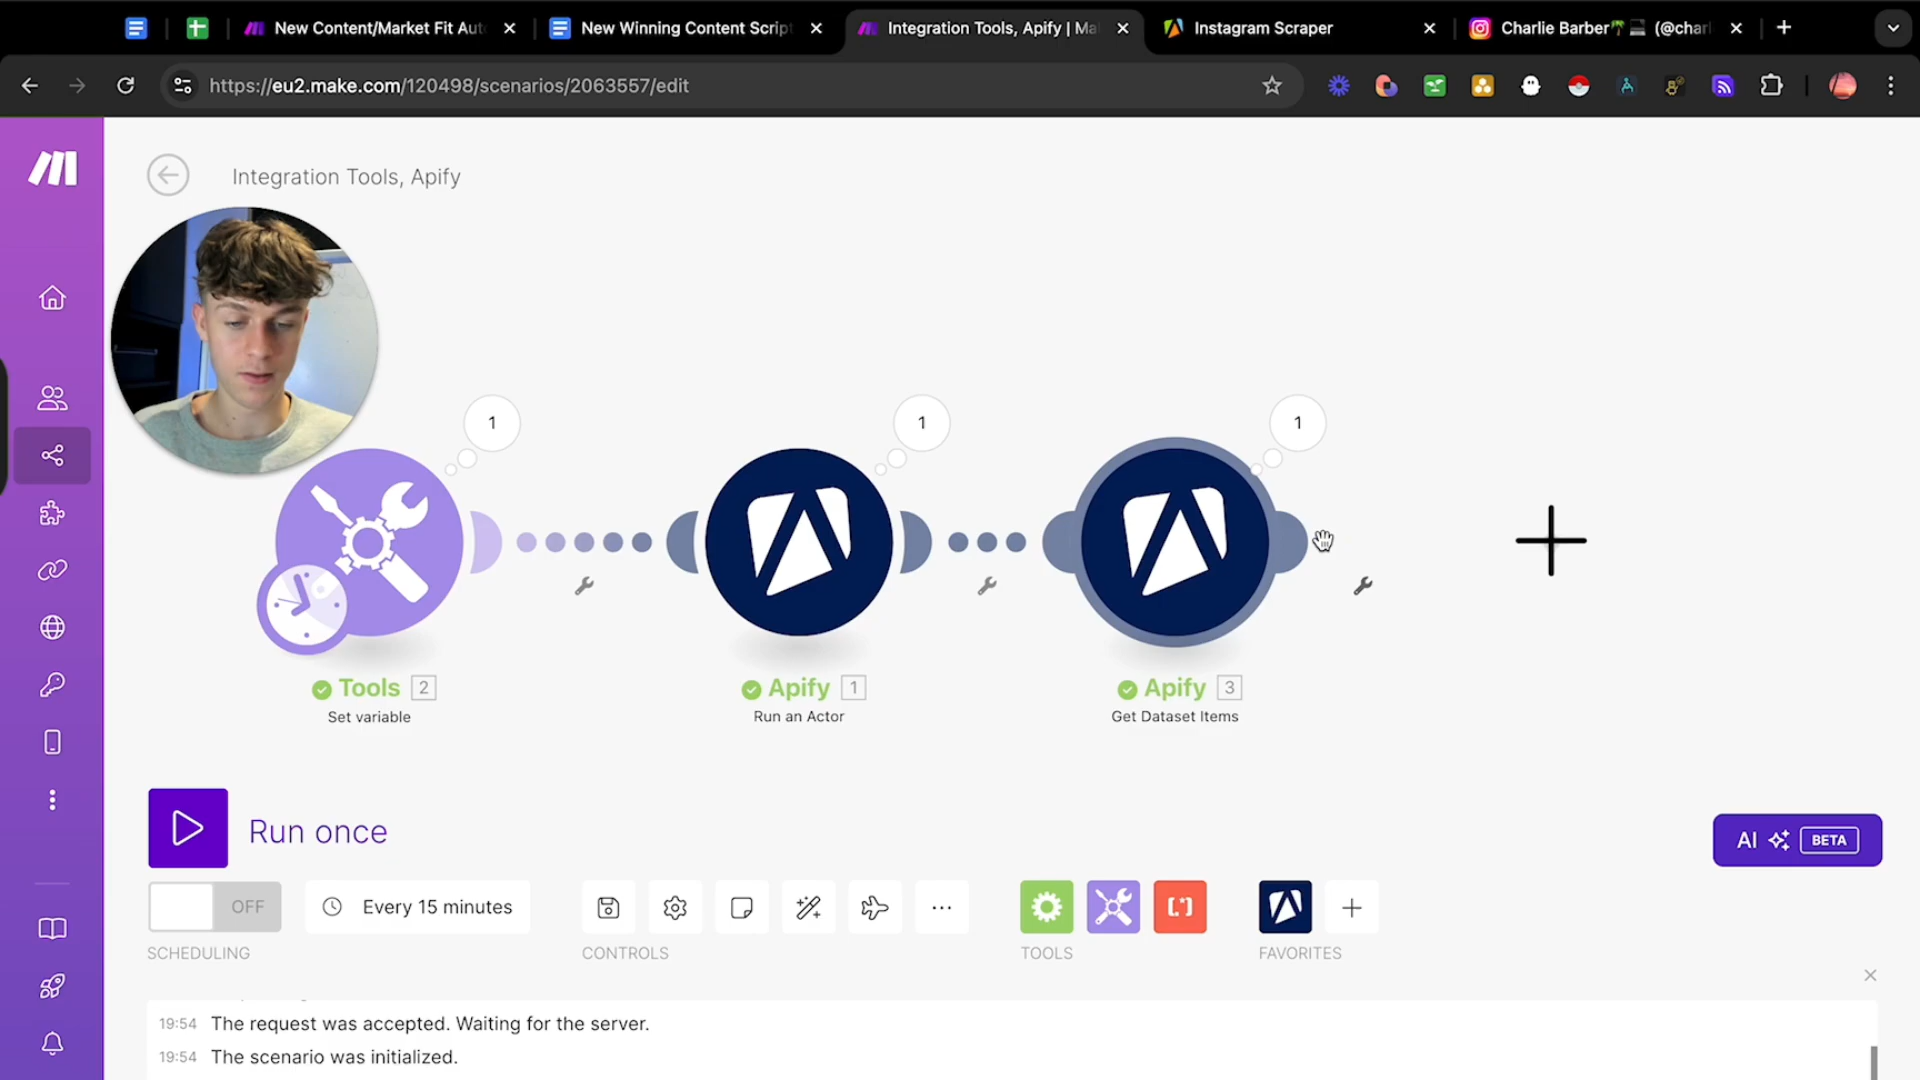 New Content/Market Fit Aut
New Winning Content Script
Integration Tools, Apify | Ma
Instagram Scraper
Charlie Barber🌴💻 (@char
https://eu2.make.com/120498/scenarios/2063557/edit
Integration Tools, Apify
1
1
1
Tools 2
Set variable
Apify 1
Run an Actor
Apify 3
Get Dataset Items
Run once
AI BETA
OFF
Every 15 minutes
[.*]
SCHEDULING
CONTROLS
TOOLS
FAVORITES
19:54 The request was accepted. Waiting for the server.
19:54 The scenario was initialized.